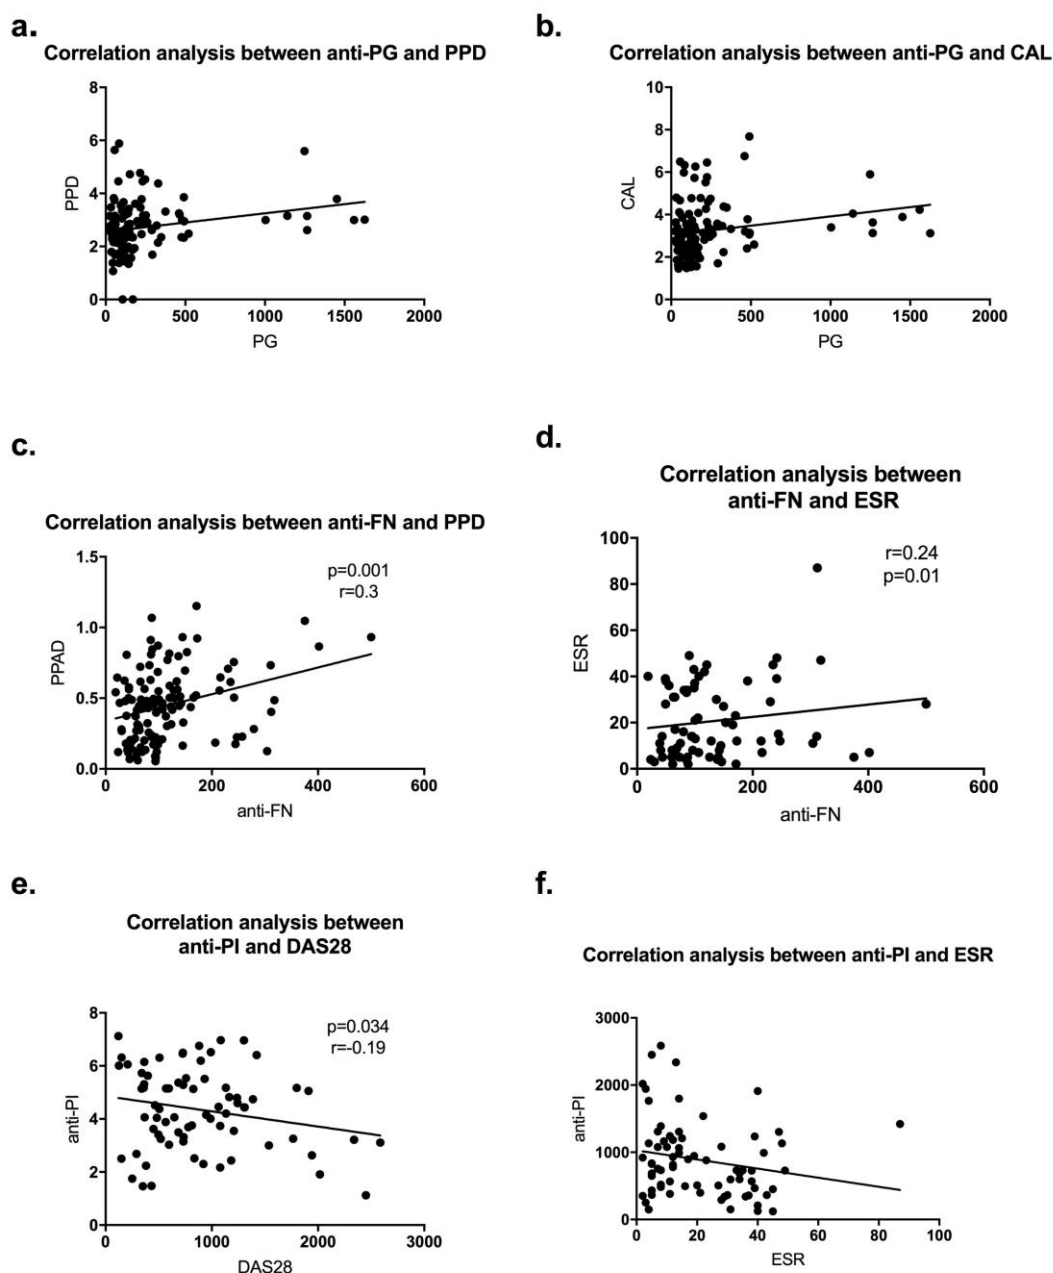 a.
Correlation analysis between anti-PG and PPD
8
6
4
2
0
PPD
0 500 1000 1500 2000
PG
b.
Correlation analysis between anti-PG and CAL
10
8
6
4
2
0
CAL
0 500 1000 1500 2000
PG
c.
Correlation analysis between anti-FN and PPD
1.5
1.0
0.5
0.0
PPAD
p=0.001
r=0.3
0 200 400 600
anti-FN
d.
Correlation analysis between
anti-FN and ESR
100
80
60
40
20
0
ESR
r=0.24
p=0.01
0 200 400 600
anti-FN
e.
Correlation analysis between
anti-PI and DAS28
8
6
4
2
0
anti-PI
p=0.034
r=-0.19
0 1000 2000 3000
DAS28
f.
Correlation analysis between anti-PI and ESR
3000
2000
1000
0
anti-PI
0 20 40 60 80 100
ESR